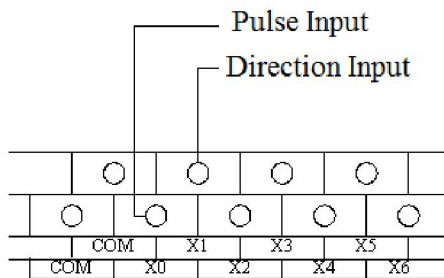 Pulse Input
Direction Input
COM X1 X3 X5
COM X0 X2 X4 X6